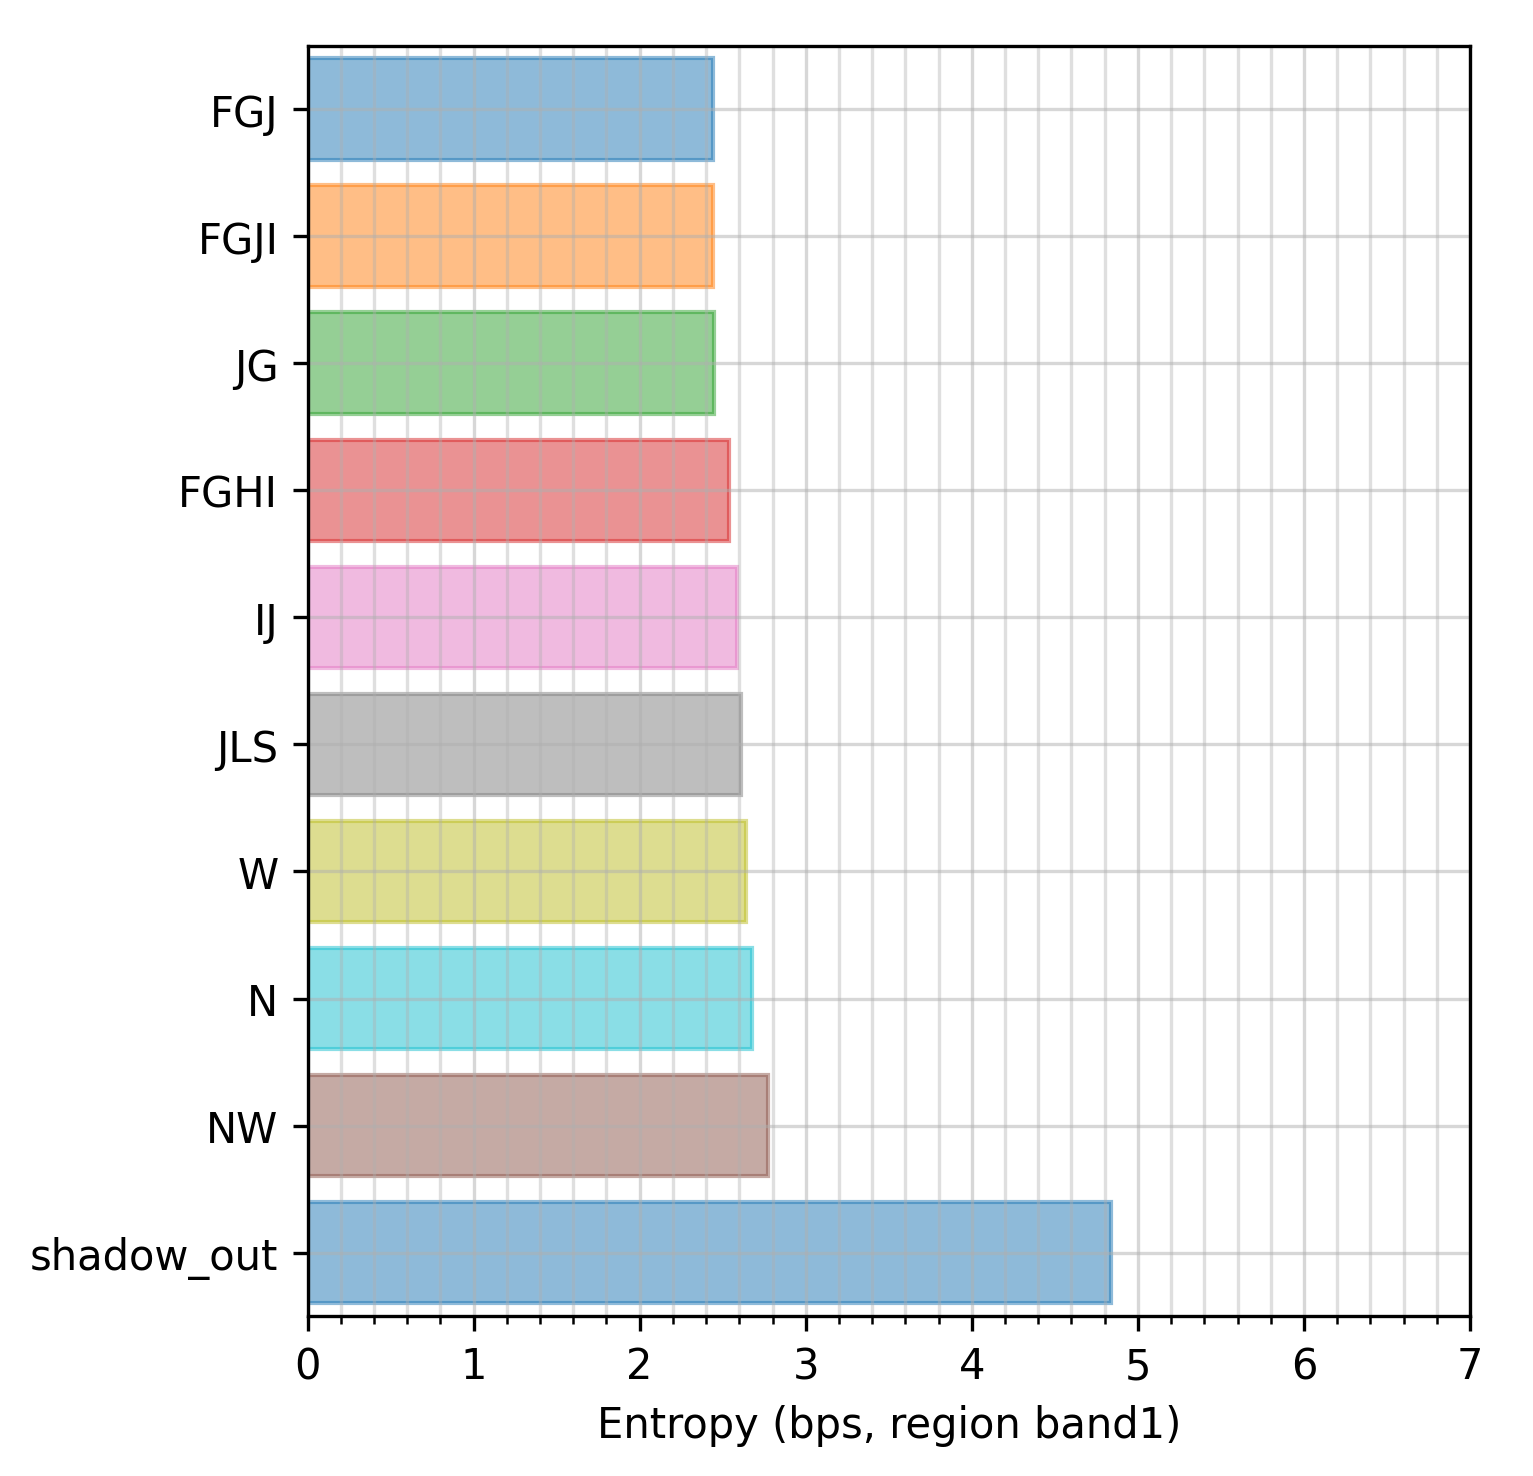 FGJ
FGJI
JG
FGHI
IJ
JLS
W
N
NW
shadow_out
0 1 2 3 4 5 6 7
Entropy (bps, region band1)